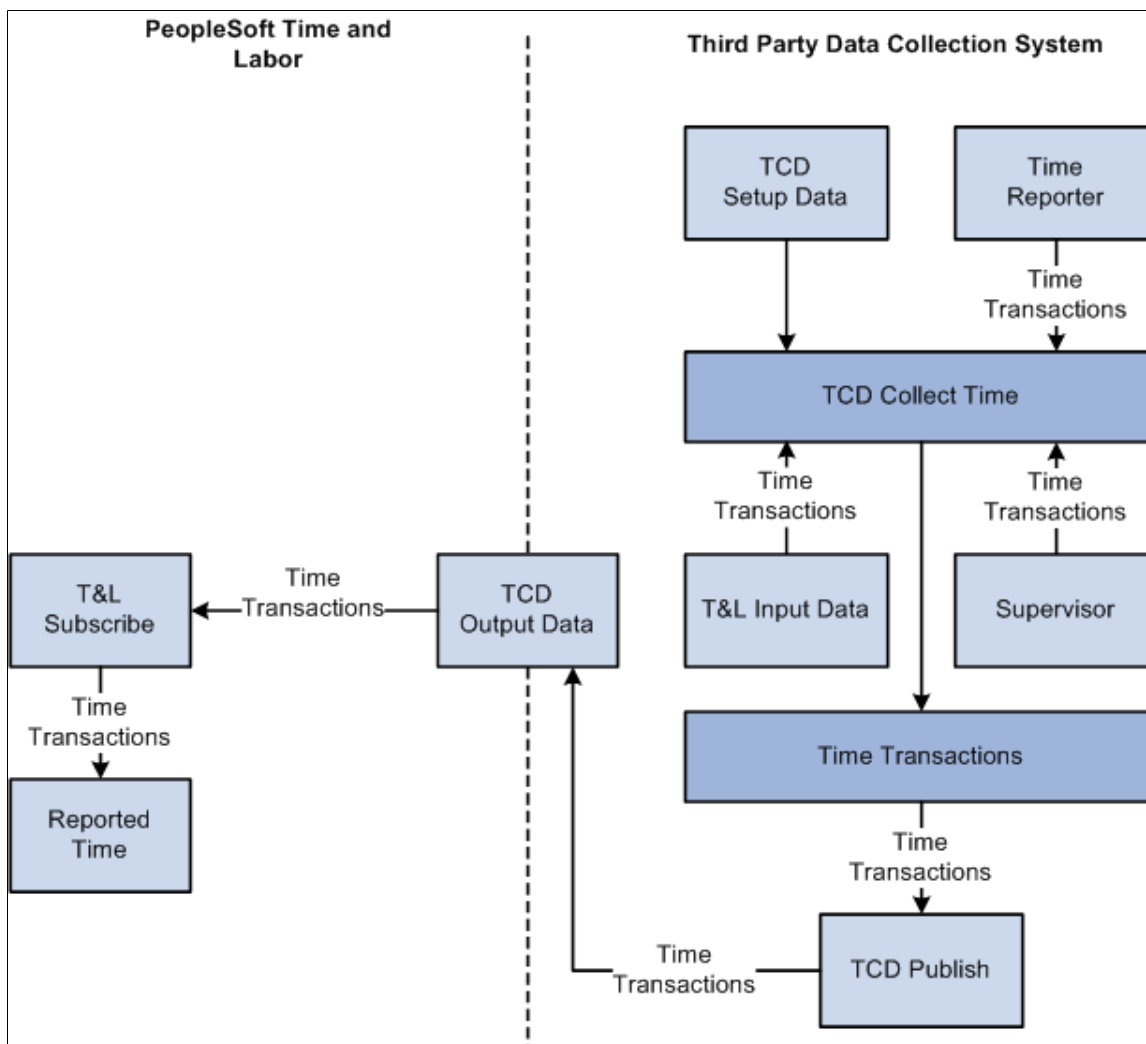 PeopleSoft Time and
Labor
Third Party Data Collection System
TCD
Setup Data
Time
Reporter
Time
Transactions
TCD Collect Time
Time
Transactions
Time
Transactions
T&L Input Data
Supervisor
Time Transactions
Time
Transactions
TCD Publish
Time
Transactions
TCD
Output Data
Time
Transactions
T&L
Subscribe
Time
Transactions
Reported
Time